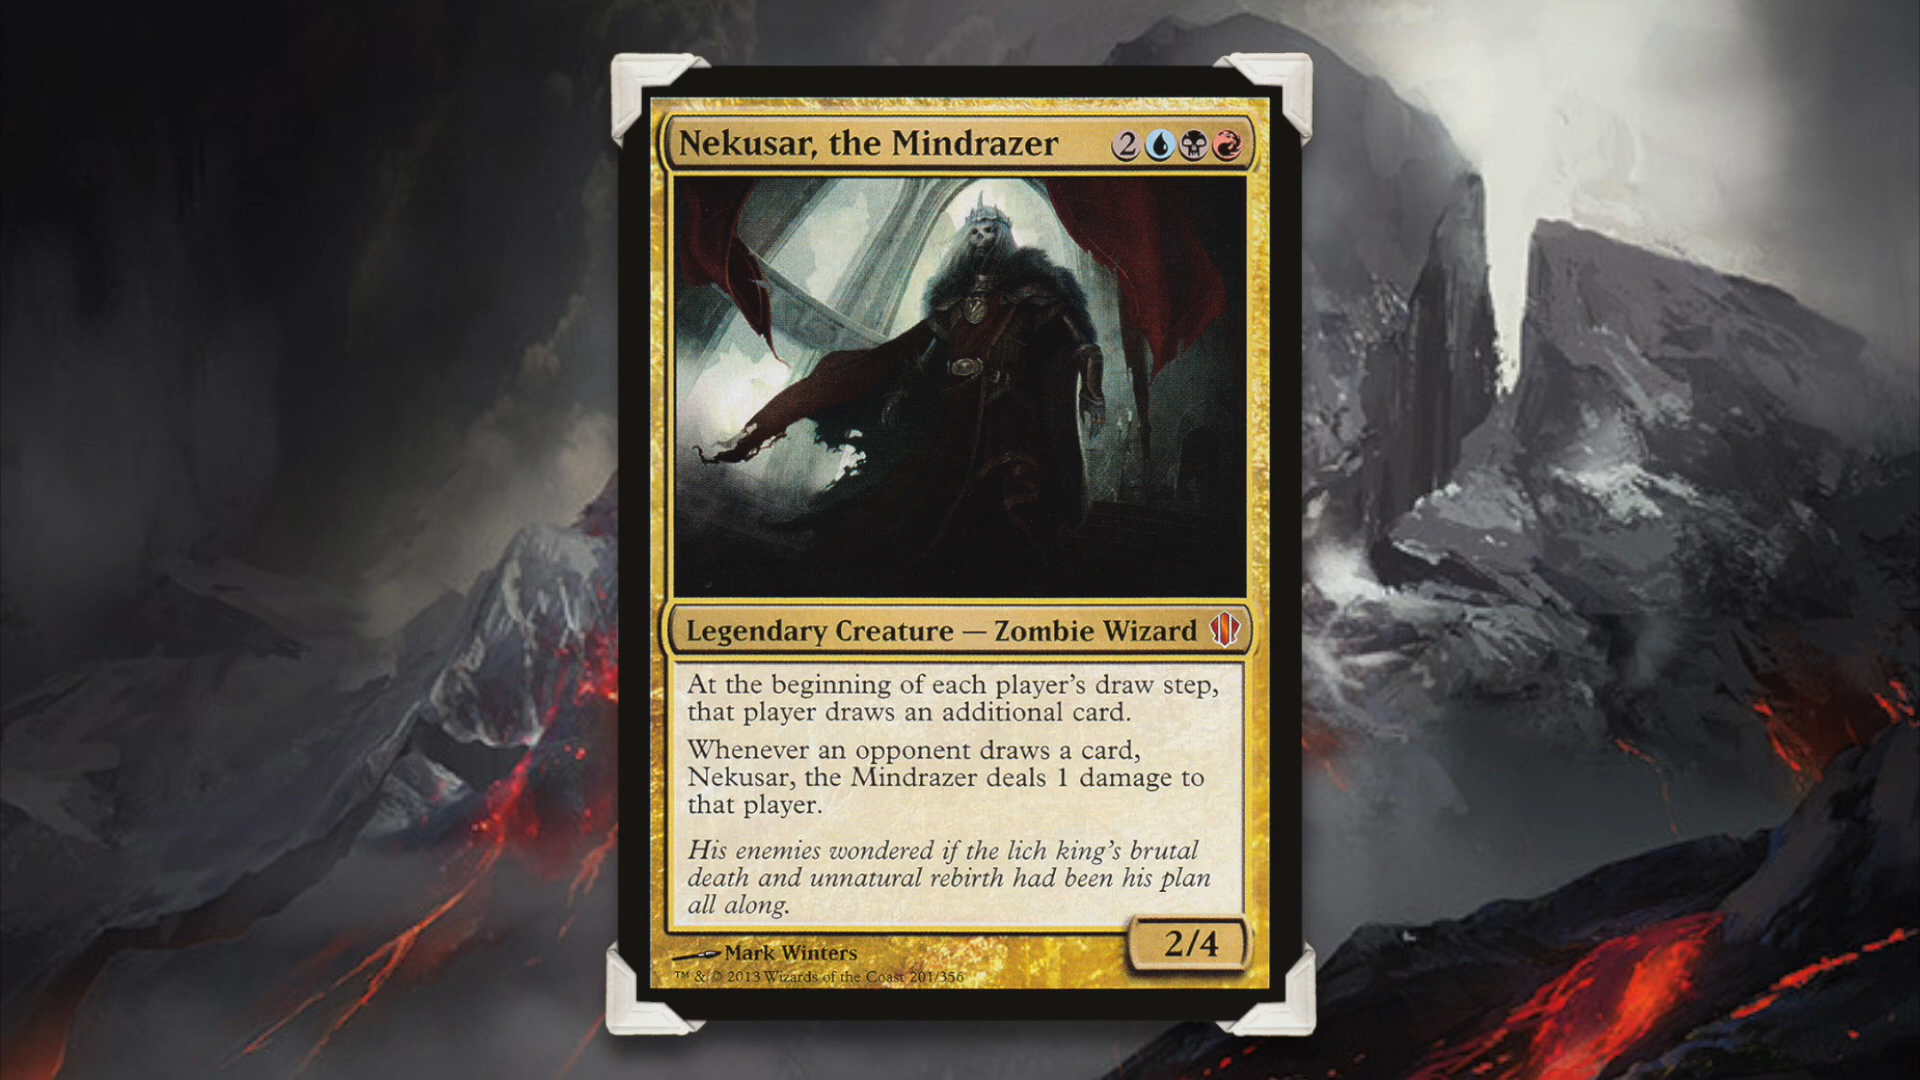 Nekusar, the Mindrazer 2
Legendary Creature — Zombie Wizard
At the beginning of each player's draw step,
that player draws an additional card.
Whenever an opponent draws a card,
Nekusar, the Mindrazer deals 1 damage to
that player.
His enemies wondered if the lich king's brutal
death and unnatural rebirth had been his plan
all along.
2/4
Mark Winters
™ & © 2013 Wizards of the Coast 201/356